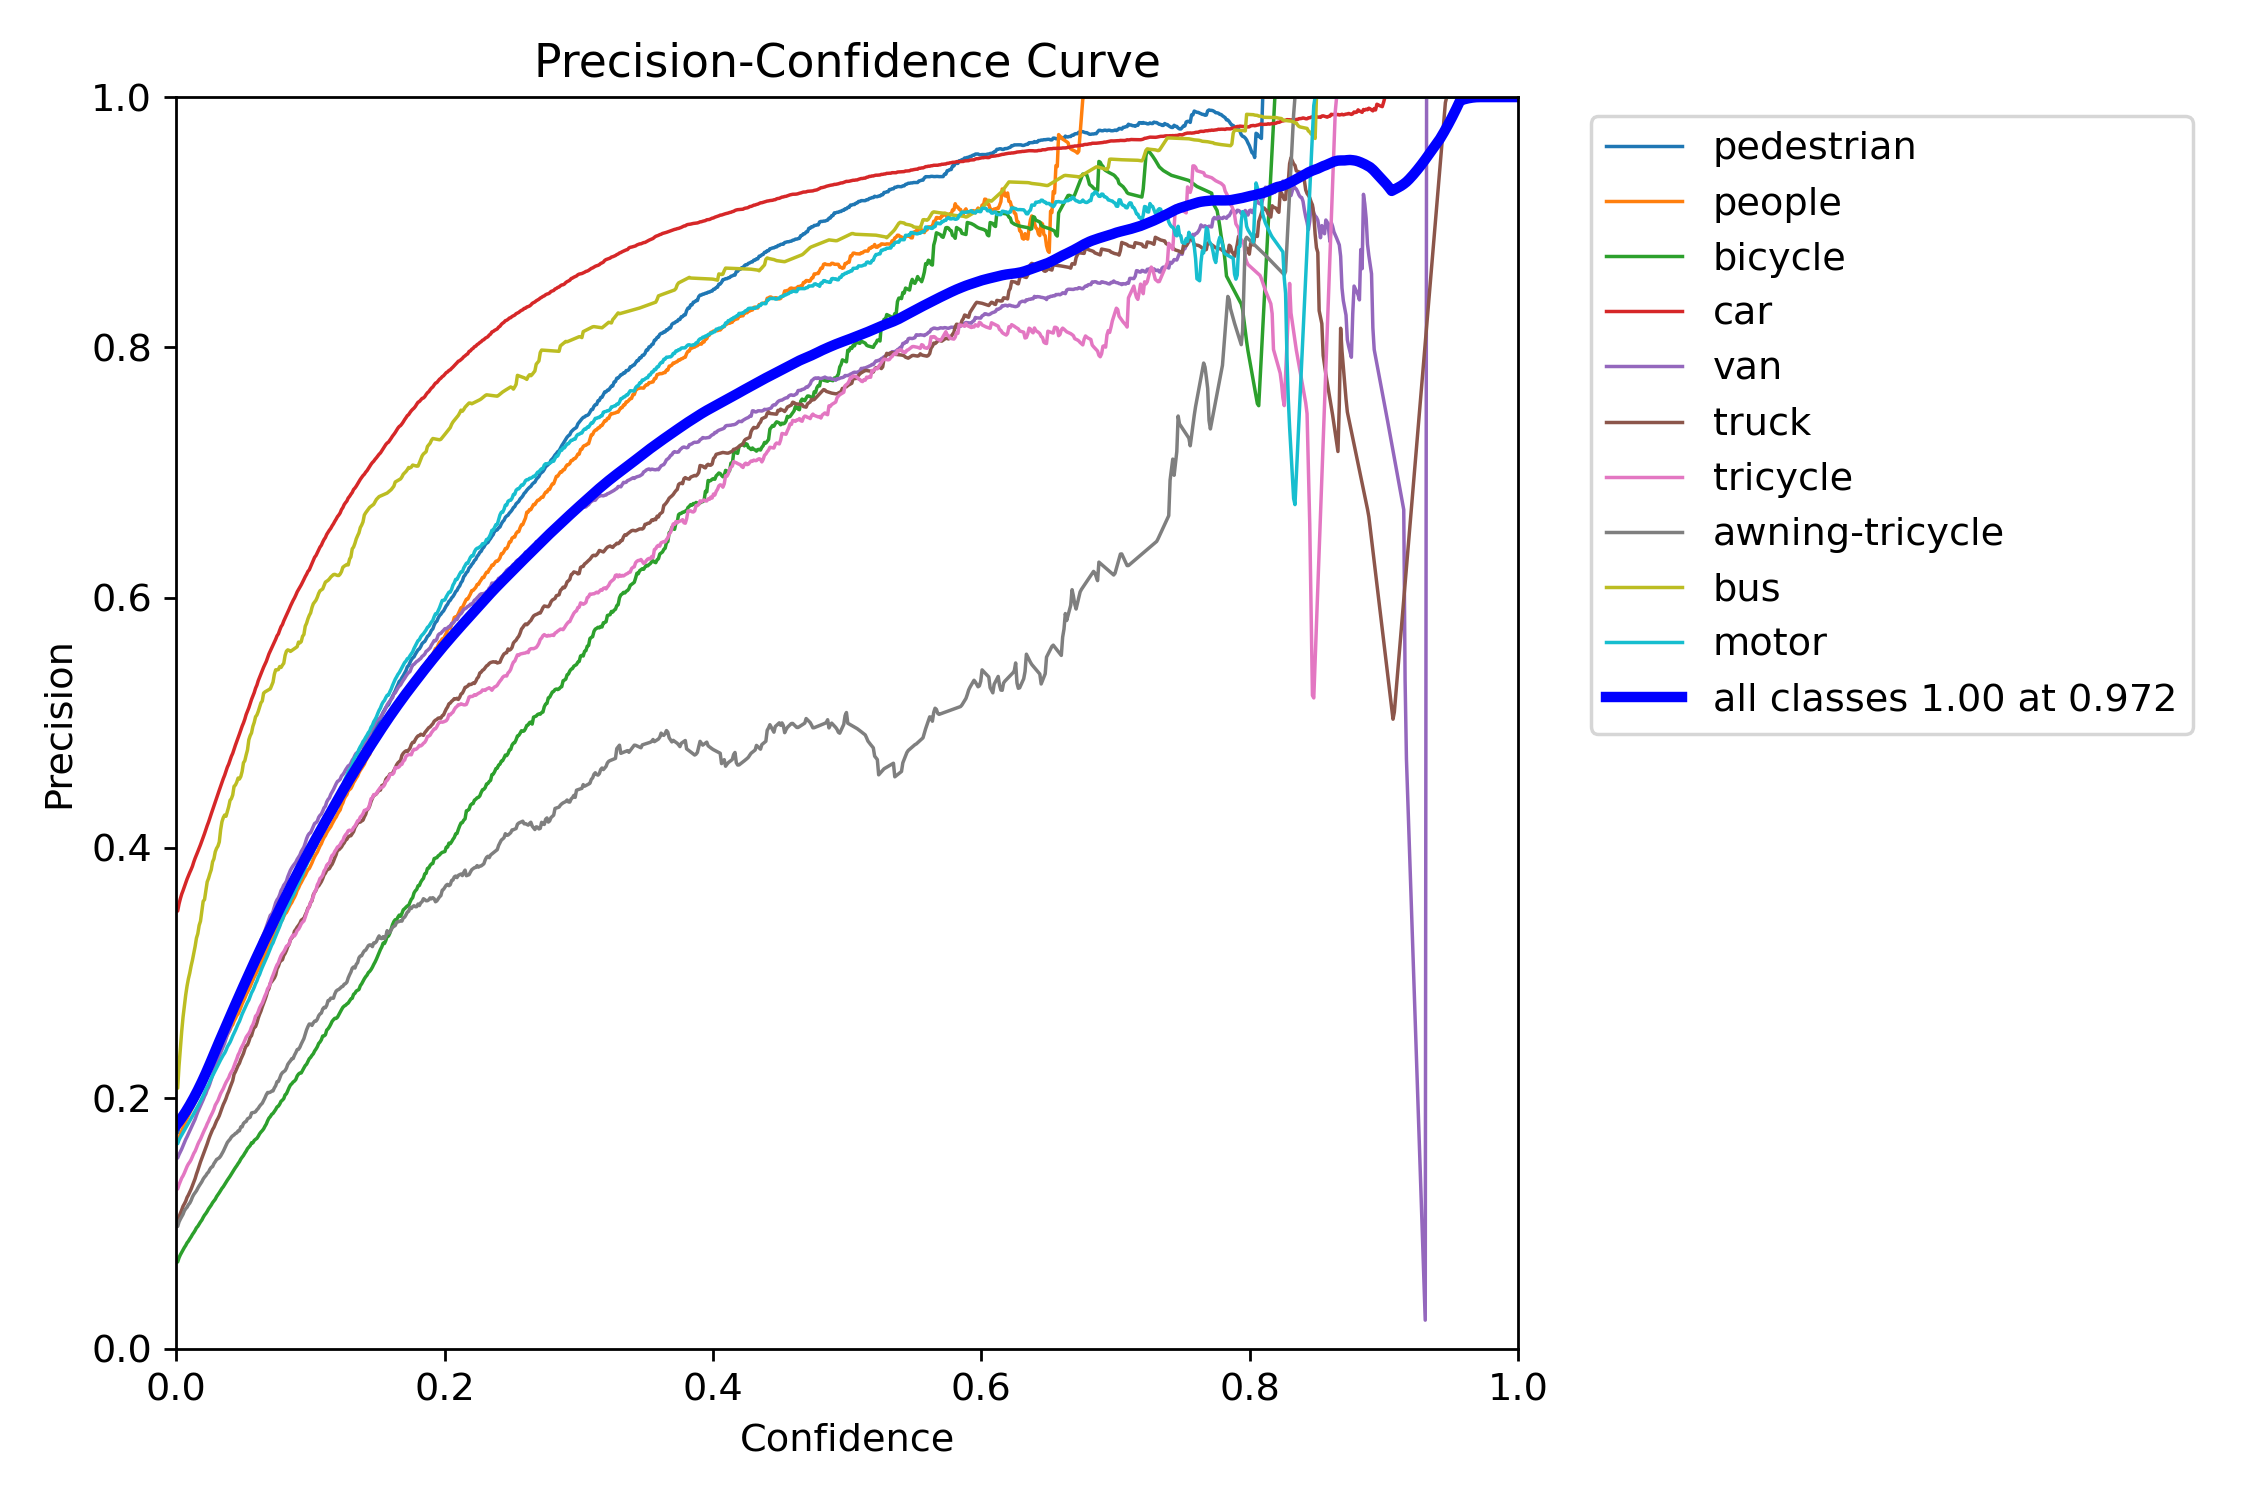 Precision-Confidence Curve
1.0
0.8
0.6
0.4
0.2
0.0
Precision
0.0 0.2 0.4 0.6 0.8 1.0
Confidence
pedestrian
people
bicycle
car
van
truck
tricycle
awning-tricycle
bus
motor
all classes 1.00 at 0.972